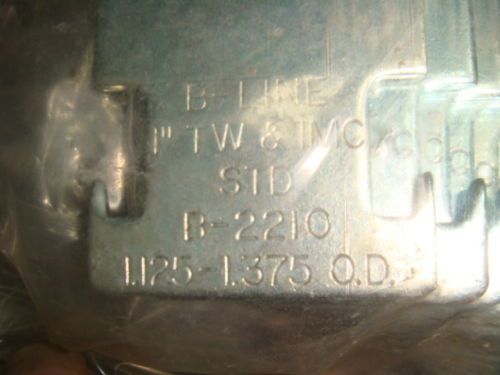 B-LINE
1" TW & IMC
STD
B-2210
1.125-1.375 O.D.